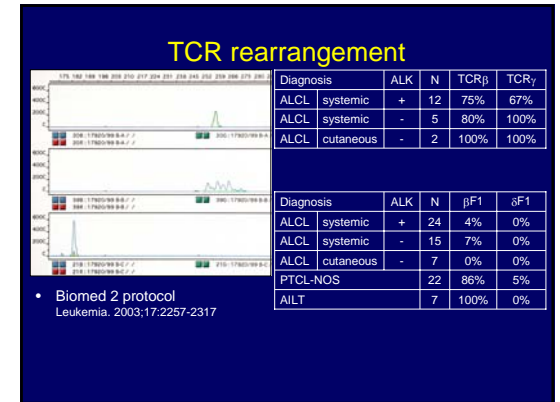 TCR rearrangement
Diagnosis ALK N TCRβ TCRγ
ALCL systemic + 12 75% 67%
ALCL systemic - 5 80% 100%
ALCL cutaneous - 2 100% 100%
Diagnosis ALK N βF1 δF1
ALCL systemic + 24 4% 0%
ALCL systemic - 15 7% 0%
ALCL cutaneous - 7 0% 0%
PTCL-NOS 22 86% 5%
AILT 7 100% 0%
• Biomed 2 protocol
Leukemia. 2003;17:2257-2317